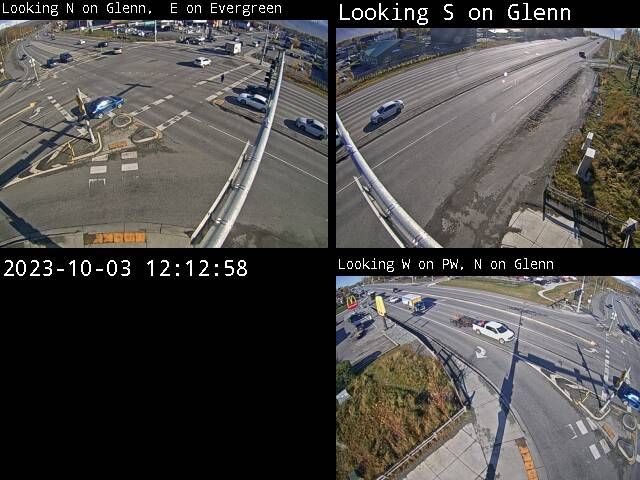 Looking N on Glenn,  E on Evergreen
Looking S on Glenn
2023-10-03 12:12:58
Looking W on PW, N on Glenn